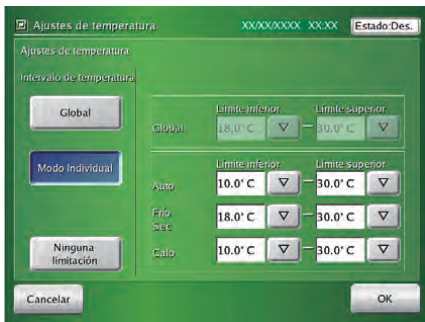 Ajustes de temperatura XX/XX/XXXX XX:XX Estado:Des.
Ajustes de temperatura
Intervalo de temperatura
Global
Límite inferior Límite superior
Global 18.0°C — 30.0°C
Modo Individual
Límite inferior Límite superior
Auto 10.0°C — 30.0°C
Frío
Sec. 18.0°C — 30.0°C
Calo 10.0°C — 30.0°C
Ninguna
limitación
Cancelar OK